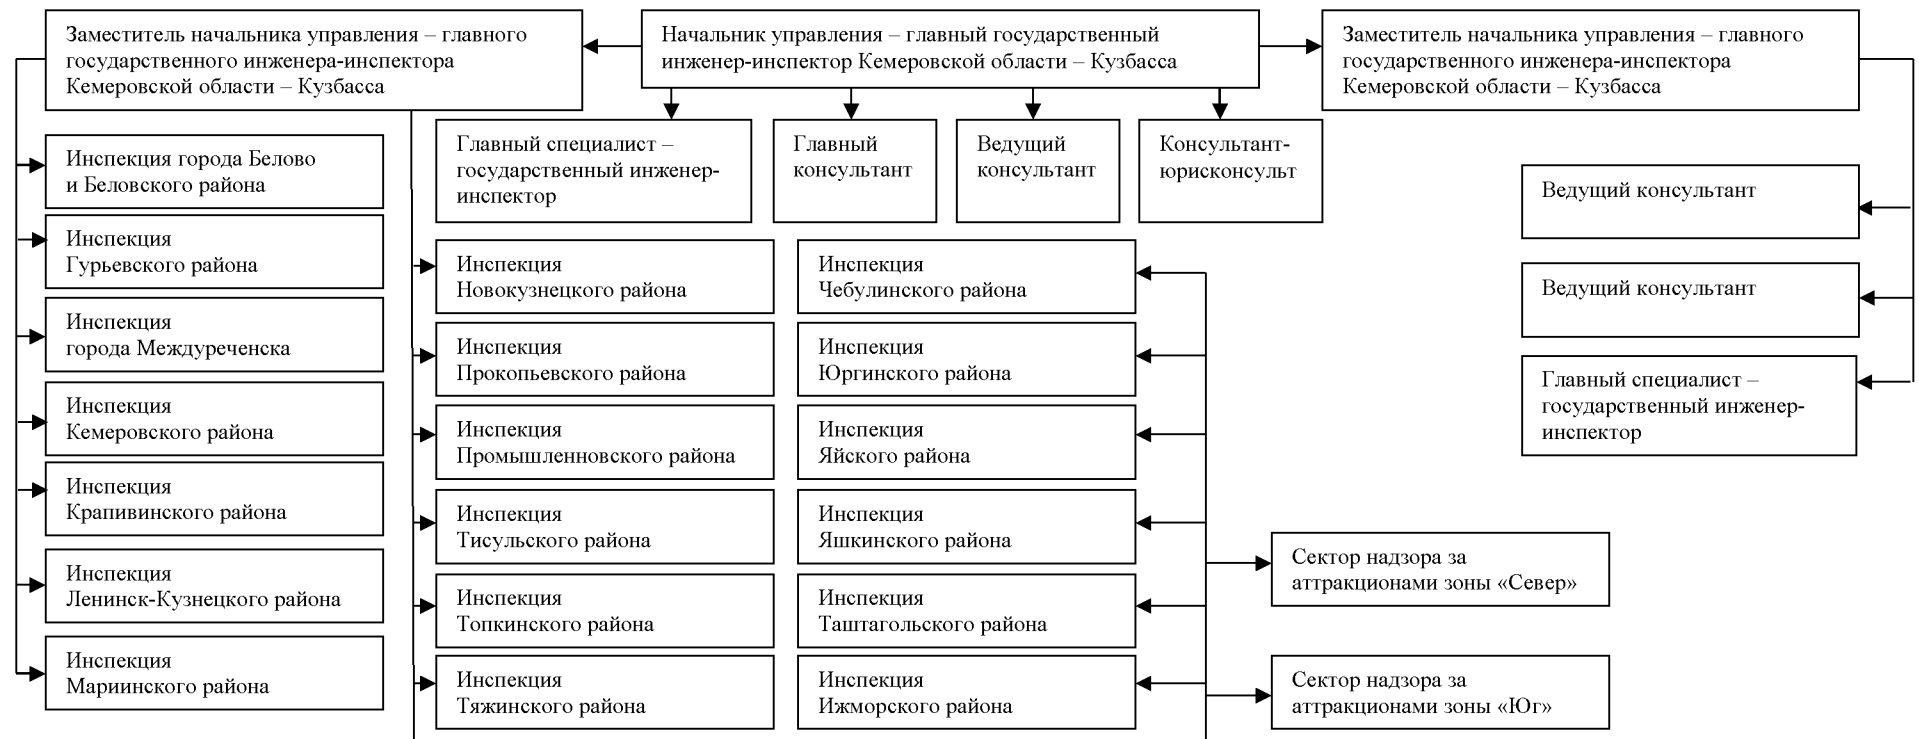 Заместитель начальника управления – главного
государственного инженера-инспектора
Кемеровской области – Кузбасса
Начальник управления – главный государственный
инженер-инспектор Кемеровской области – Кузбасса
Заместитель начальника управления – главного
государственного инженера-инспектора
Кемеровской области – Кузбасса
Главный специалист –
государственный инженер-
инспектор
Главный
консультант
Ведущий
консультант
Консультант-
юрисконсульт
Инспекция города Белово
и Беловского района
Инспекция
Гурьевского района
Инспекция
города Междуреченска
Инспекция
Кемеровского района
Инспекция
Крапивинского района
Инспекция
Ленинск-Кузнецкого района
Инспекция
Мариинского района
Инспекция
Новокузнецкого района
Инспекция
Прокопьевского района
Инспекция
Промышленновского района
Инспекция
Тисульского района
Инспекция
Топкинского района
Инспекция
Тяжинского района
Инспекция
Чебулинского района
Инспекция
Юргинского района
Инспекция
Яйского района
Инспекция
Яшкинского района
Инспекция
Таштагольского района
Инспекция
Ижморского района
Сектор надзора за
аттракционами зоны «Север»
Сектор надзора за
аттракционами зоны «Юг»
Ведущий консультант
Ведущий консультант
Главный специалист –
государственный инженер-
инспектор